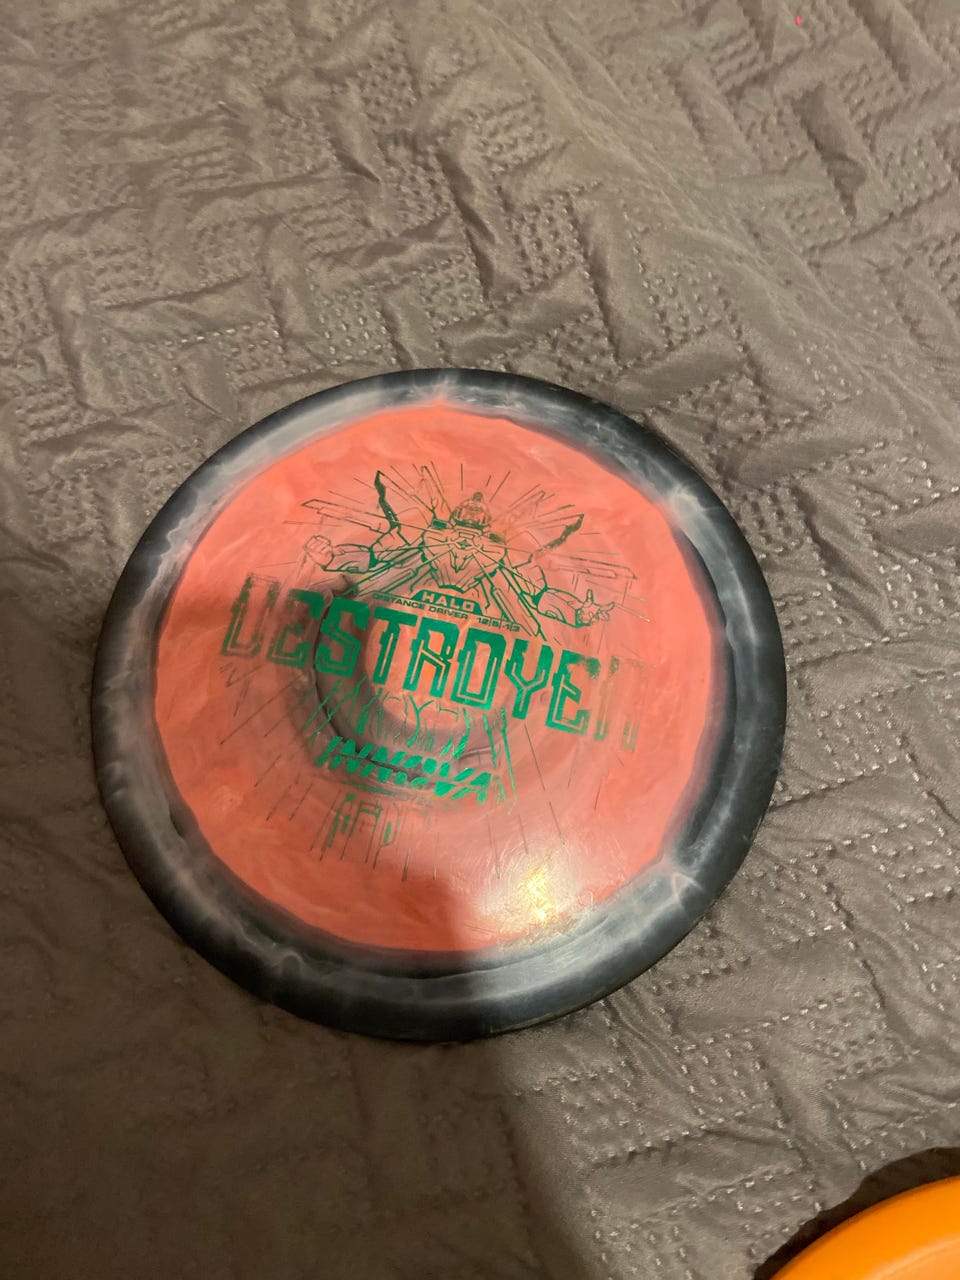 HALO
DISTANCE DRIVER 12|5|-1|3
DESTROYER
INNOVA